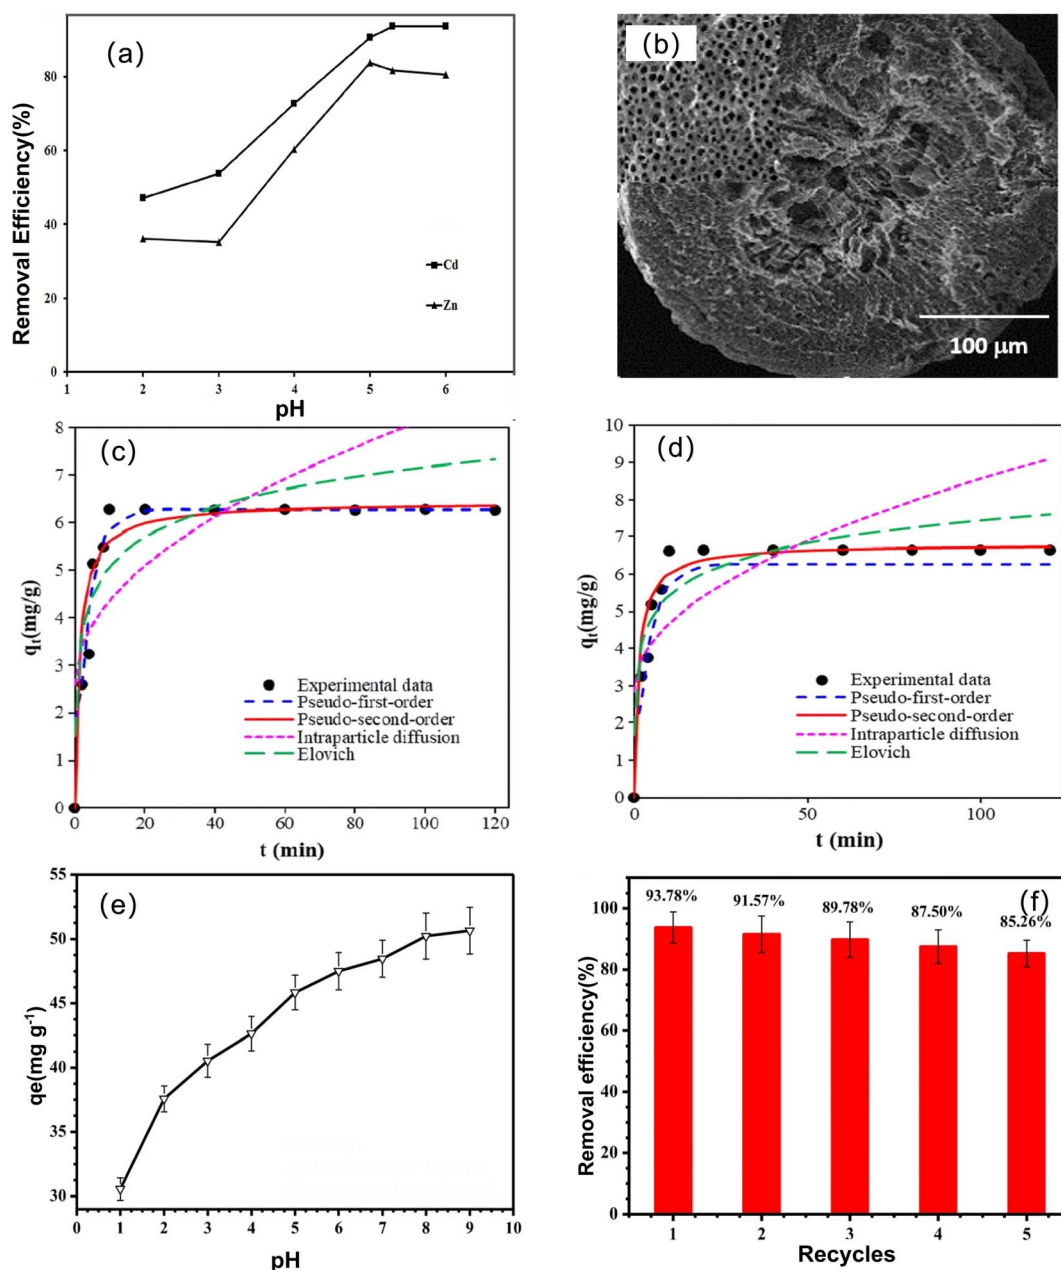 (a)
80
60
40
20
0
1 2 3 4 5 6
Removal Efficiency(%)
pH
Cd
Zn
(b)
100 µm
(c)
8
7
6
5
4
3
2
1
0
0 20 40 60 80 100 120
qt(mg/g)
t (min)
Experimental data
Pseudo-first-order
Pseudo-second-order
Intraparticle diffusion
Elovich
(d)
10
9
8
7
6
5
4
3
2
1
0
0 50 100
qt(mg/g)
t (min)
Experimental data
Pseudo-first-order
Pseudo-second-order
Intraparticle diffusion
Elovich
(e)
55
50
45
40
35
30
0 1 2 3 4 5 6 7 8 9 10
qe(mg g-1)
pH
(f)
93.78% 91.57% 89.78% 87.50% 85.26%
100
80
60
40
20
0
1 2 3 4 5
Removal efficiency(%)
Recycles